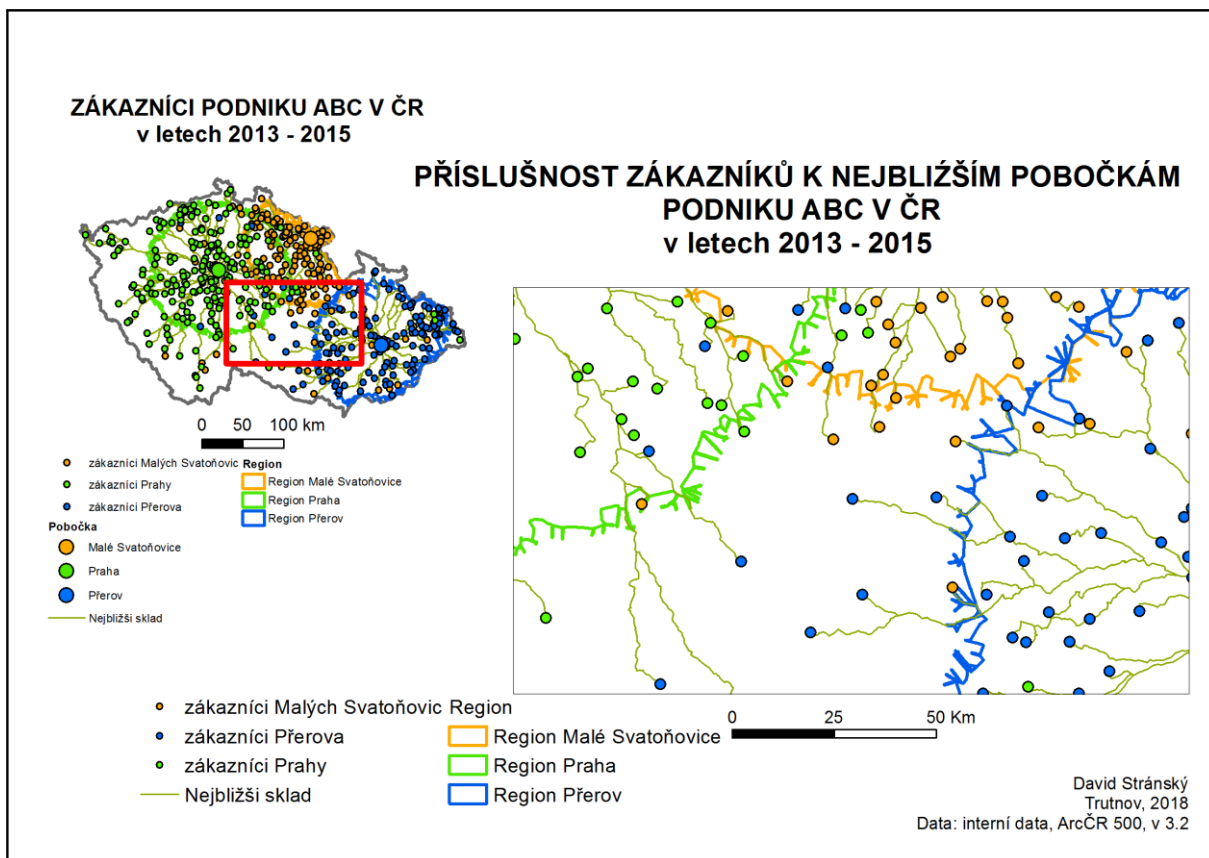 ZÁKAZNÍCI PODNIKU ABC V ČR
v letech 2013 - 2015
PŘÍSLUŠNOST ZÁKAZNÍKŮ K NEJBLIŽŠÍM POBOČKÁM
PODNIKU ABC V ČR
v letech 2013 - 2015
0 50 100 km
zákazníci Malých Svatoňovic
zákazníci Prahy
zákazníci Přerova
Pobočka
Malé Svatoňovice
Praha
Přerov
Nejbližši sklad
Region
Region Malé Svatoňovice
Region Praha
Region Přerov
zákazníci Malých Svatoňovic
zákazníci Přerova
zákazníci Prahy
Nejbližši sklad
Region
Region Malé Svatoňovice
Region Praha
Region Přerov
0 25 50 Km
David Stránský
Trutnov, 2018
Data: interní data, ArcČR 500, v 3.2